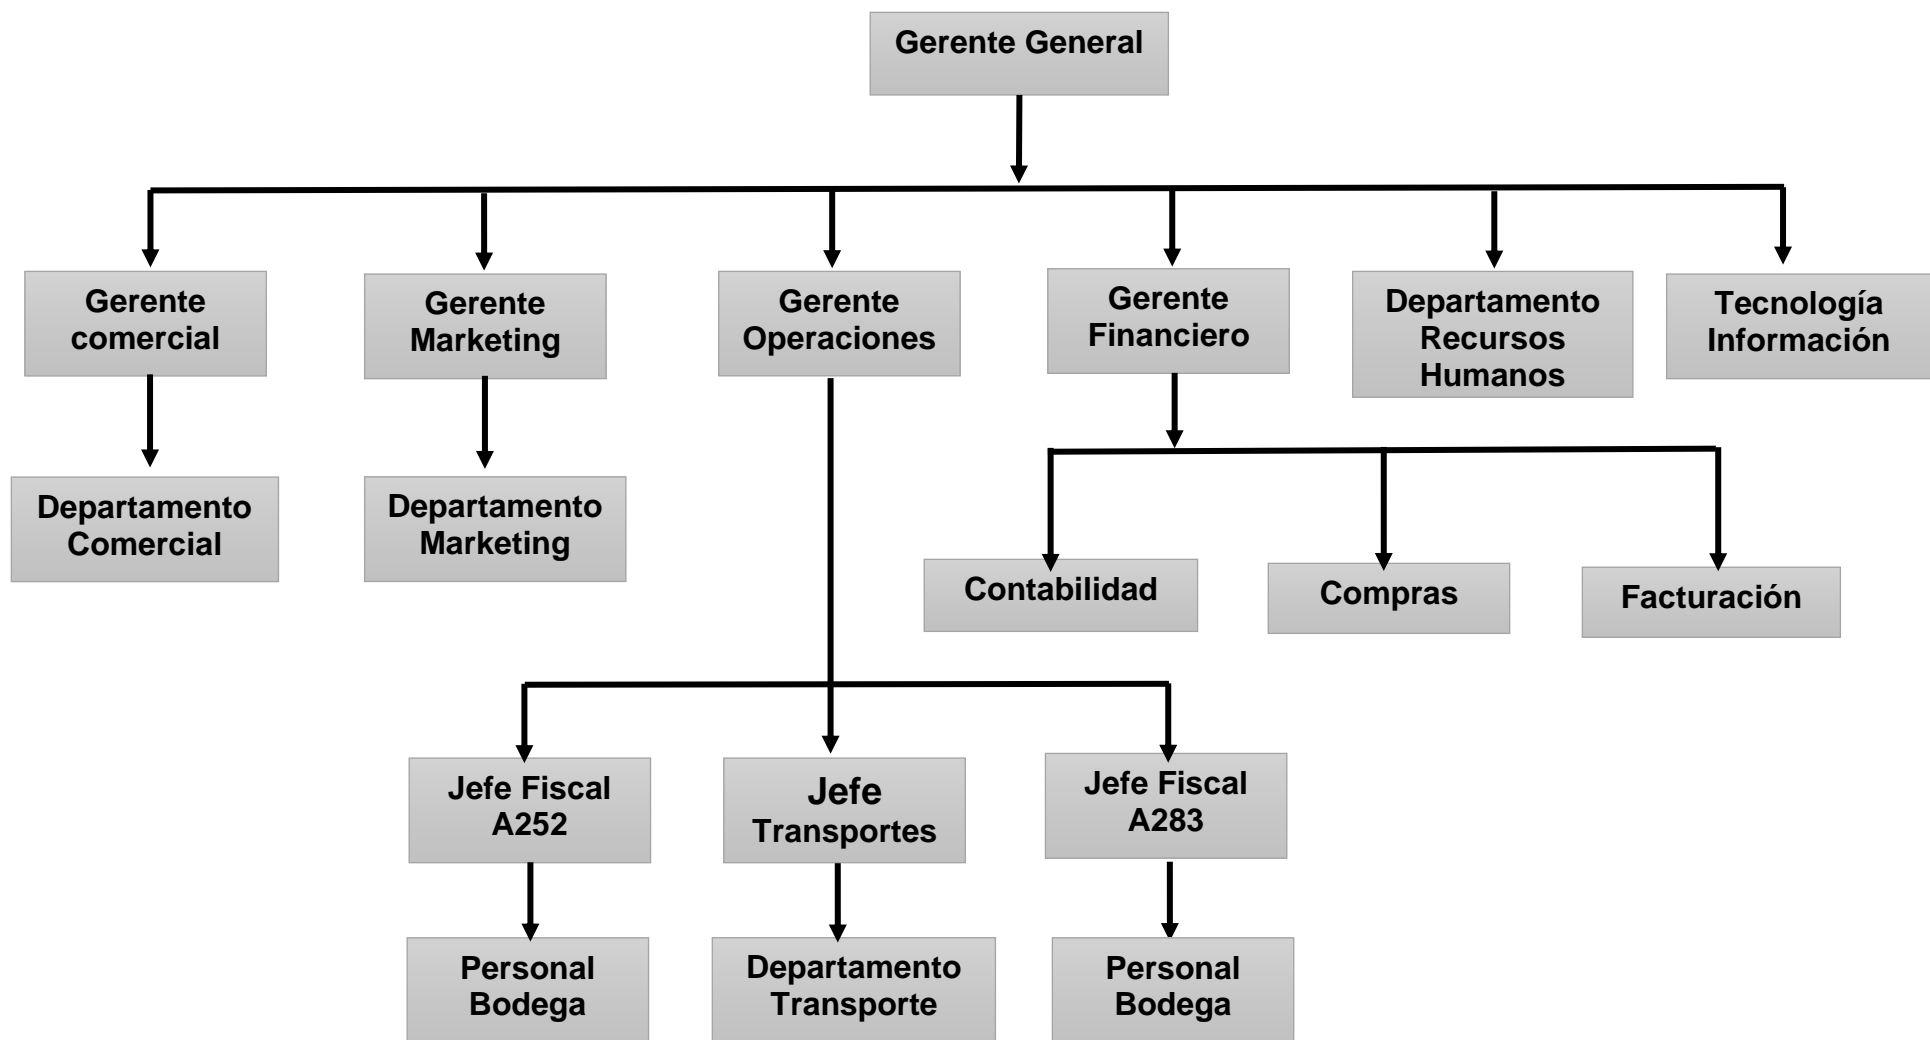 Gerente General
Gerente
comercial
Gerente
Marketing
Gerente
Operaciones
Gerente
Financiero
Departamento
Recursos
Humanos
Tecnología
Información
Departamento
Comercial
Departamento
Marketing
Contabilidad
Compras
Facturación
Jefe Fiscal
A252
Jefe
Transportes
Jefe Fiscal
A283
Personal
Bodega
Departamento
Transporte
Personal
Bodega